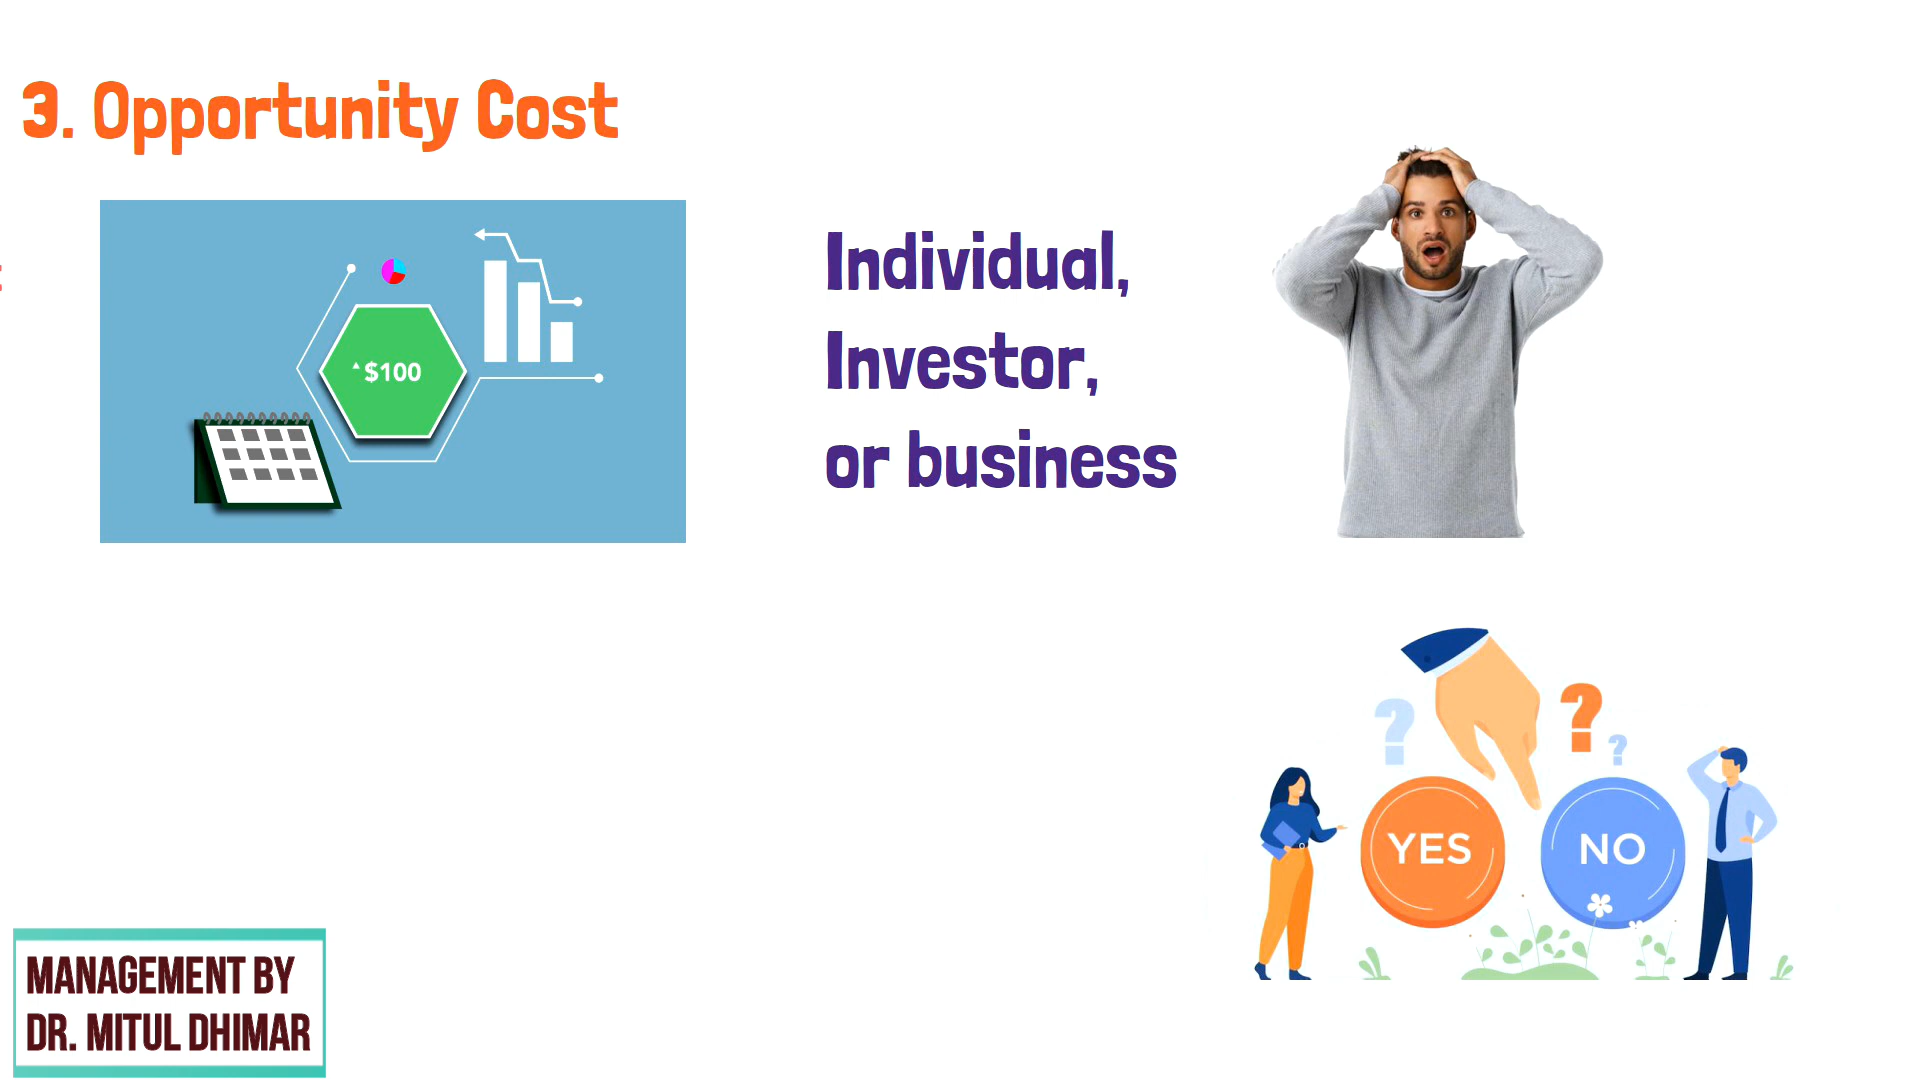 3. Opportunity Cost
$100
Individual,
Investor,
or business
? ? ?
YES
NO
MANAGEMENT BY
DR. MITUL DHIMAR